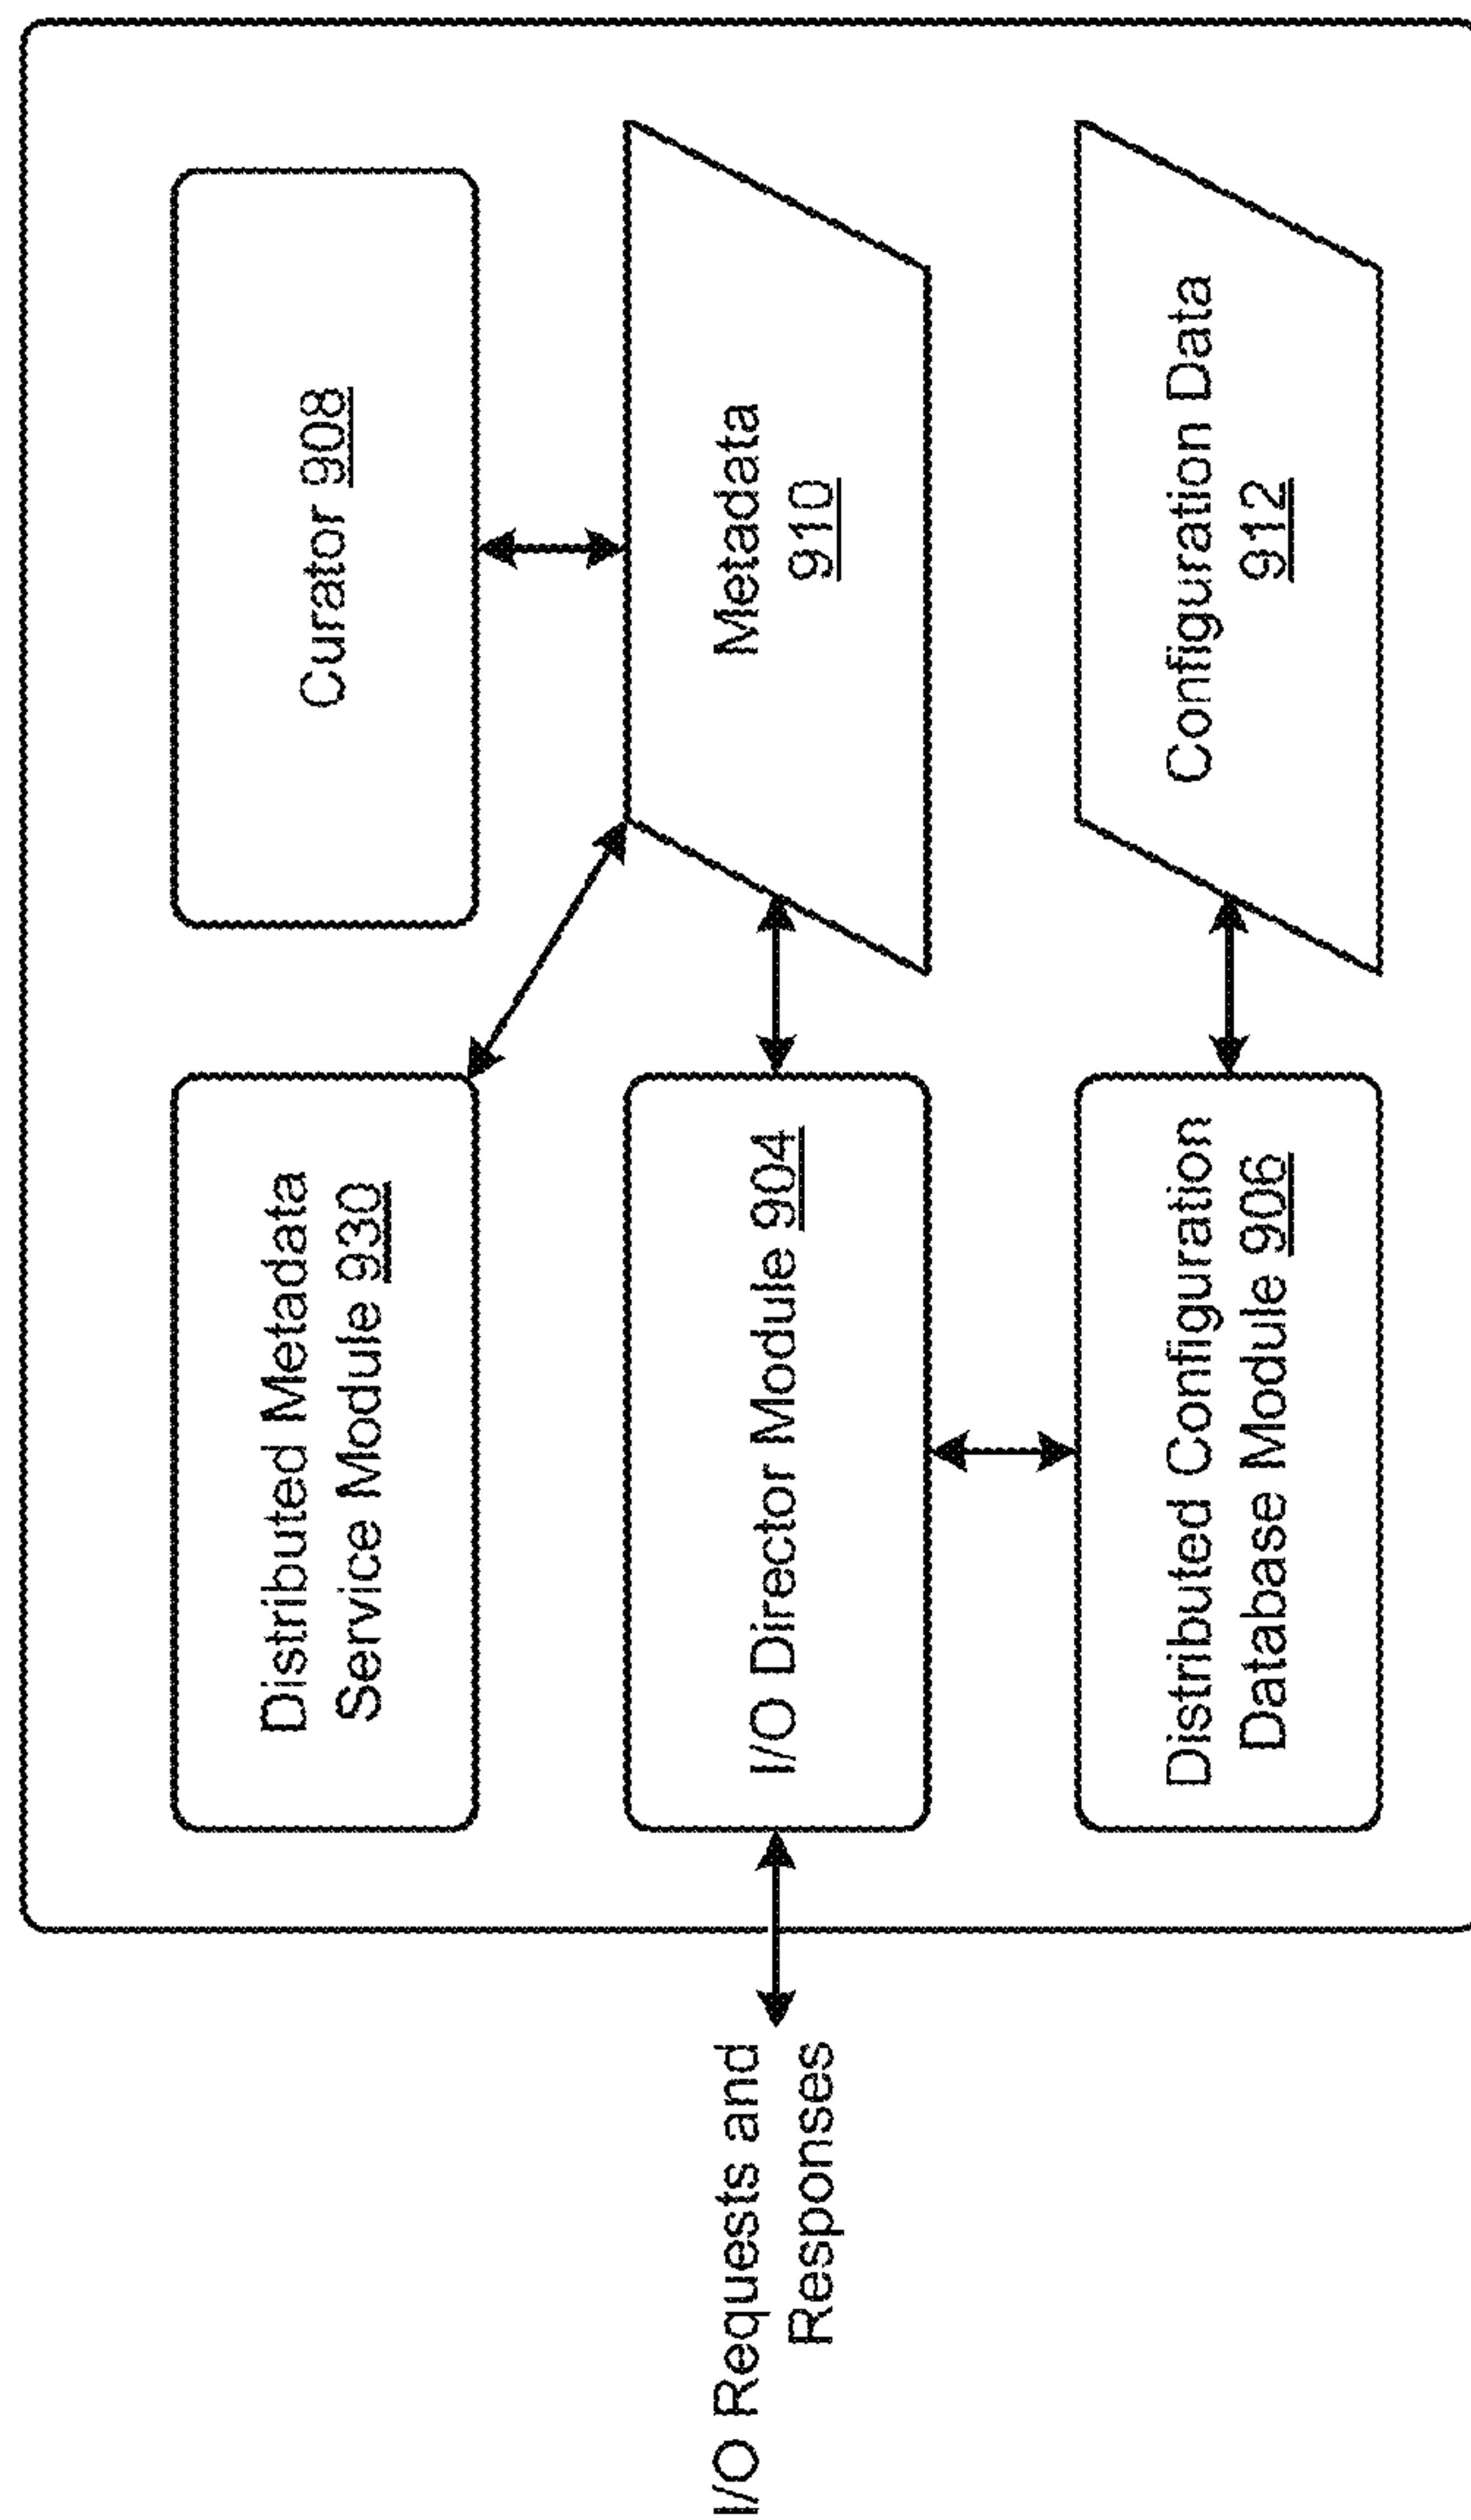 Distributed Metadata
Service Module 930
Curator 908
I/O Requests and
Responses
I/O Director Module 904
Metadata
910
Distributed Configuration
Database Module 906
Configuration Data
912